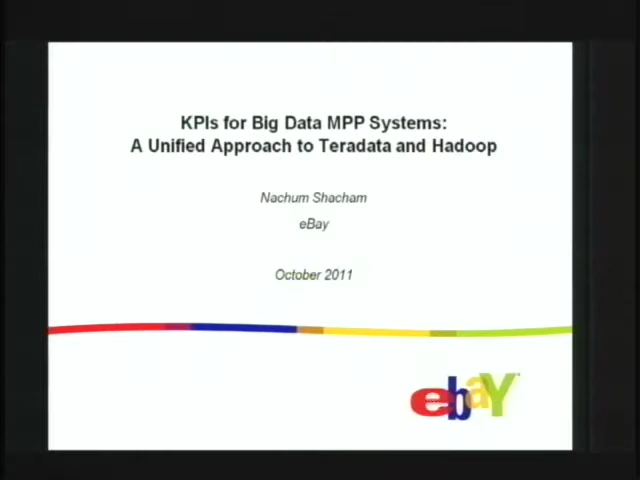 KPIs for Big Data MPP Systems:
A Unified Approach to Teradata and Hadoop
Nachum Shacham
eBay
October 2011
ebaY